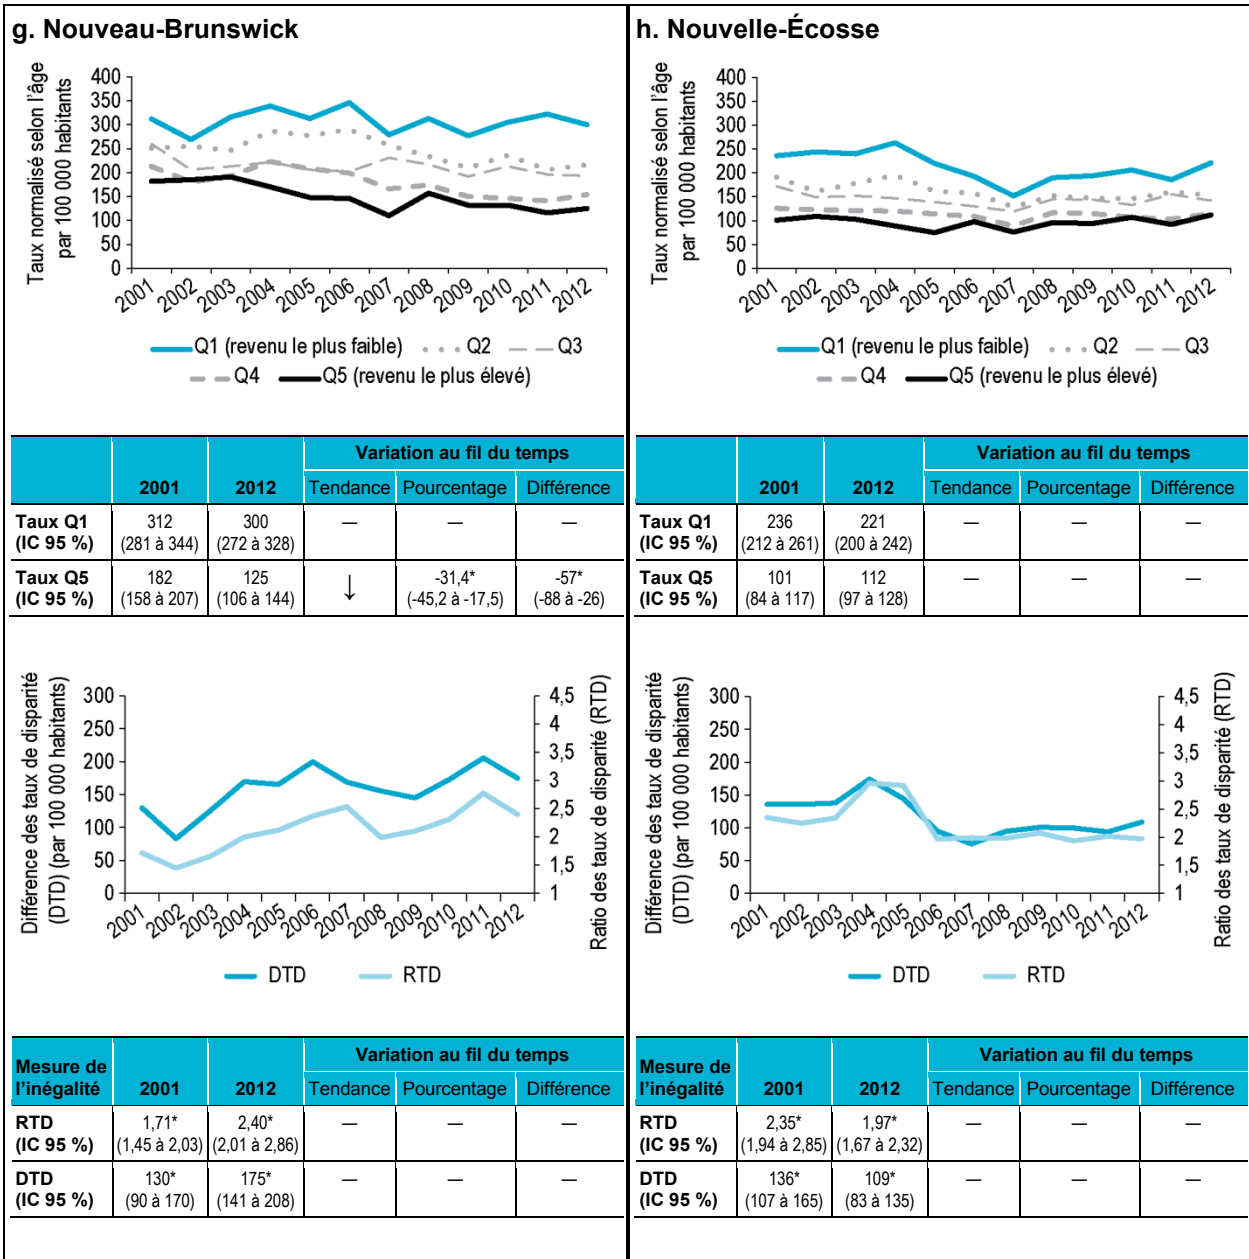 g. Nouveau-Brunswick
Taux normalisé selon l'âge
par 100 000 habitants
400
350
300
250
200
150
100
50
0
2001 2002 2003 2004 2005 2006 2007 2008 2009 2010 2011 2012
Q1 (revenu le plus faible) Q2 Q3
Q4 Q5 (revenu le plus élevé)
2001 2012 Variation au fil du temps
Tendance Pourcentage Différence
Taux Q1 312 300 — — —
(IC 95 %) (281 à 344) (272 à 328)
Taux Q5 182 125 ↓ -31,4* -57*
(IC 95 %) (158 à 207) (106 à 144) (-45,2 à -17,5) (-88 à -26)
Différence des taux de disparité
(DTD) (par 100 000 habitants)
300
250
200
150
100
50
0
4,5
4
3,5
3
2,5
2
1,5
1
Ratio des taux de disparité (RTD)
2001 2002 2003 2004 2005 2006 2007 2008 2009 2010 2011 2012
DTD RTD
Mesure de
l'inégalité 2001 2012 Variation au fil du temps
Tendance Pourcentage Différence
RTD 1,71* 2,40* — — —
(IC 95 %) (1,45 à 2,03) (2,01 à 2,86)
DTD 130* 175* — — —
(IC 95 %) (90 à 170) (141 à 208)
h. Nouvelle-Écosse
Taux normalisé selon l'âge
par 100 000 habitants
400
350
300
250
200
150
100
50
0
2001 2002 2003 2004 2005 2006 2007 2008 2009 2010 2011 2012
Q1 (revenu le plus faible) Q2 Q3
Q4 Q5 (revenu le plus élevé)
2001 2012 Variation au fil du temps
Tendance Pourcentage Différence
Taux Q1 236 221 — — —
(IC 95 %) (212 à 261) (200 à 242)
Taux Q5 101 112 — — —
(IC 95 %) (84 à 117) (97 à 128)
Différence des taux de disparité
(DTD) (par 100 000 habitants)
300
250
200
150
100
50
0
4,5
4
3,5
3
2,5
2
1,5
1
Ratio des taux de disparité (RTD)
2001 2002 2003 2004 2005 2006 2007 2008 2009 2010 2011 2012
DTD RTD
Mesure de
l'inégalité 2001 2012 Variation au fil du temps
Tendance Pourcentage Différence
RTD 2,35* 1,97* — — —
(IC 95 %) (1,94 à 2,85) (1,67 à 2,32)
DTD 136* 109* — — —
(IC 95 %) (107 à 165) (83 à 135)